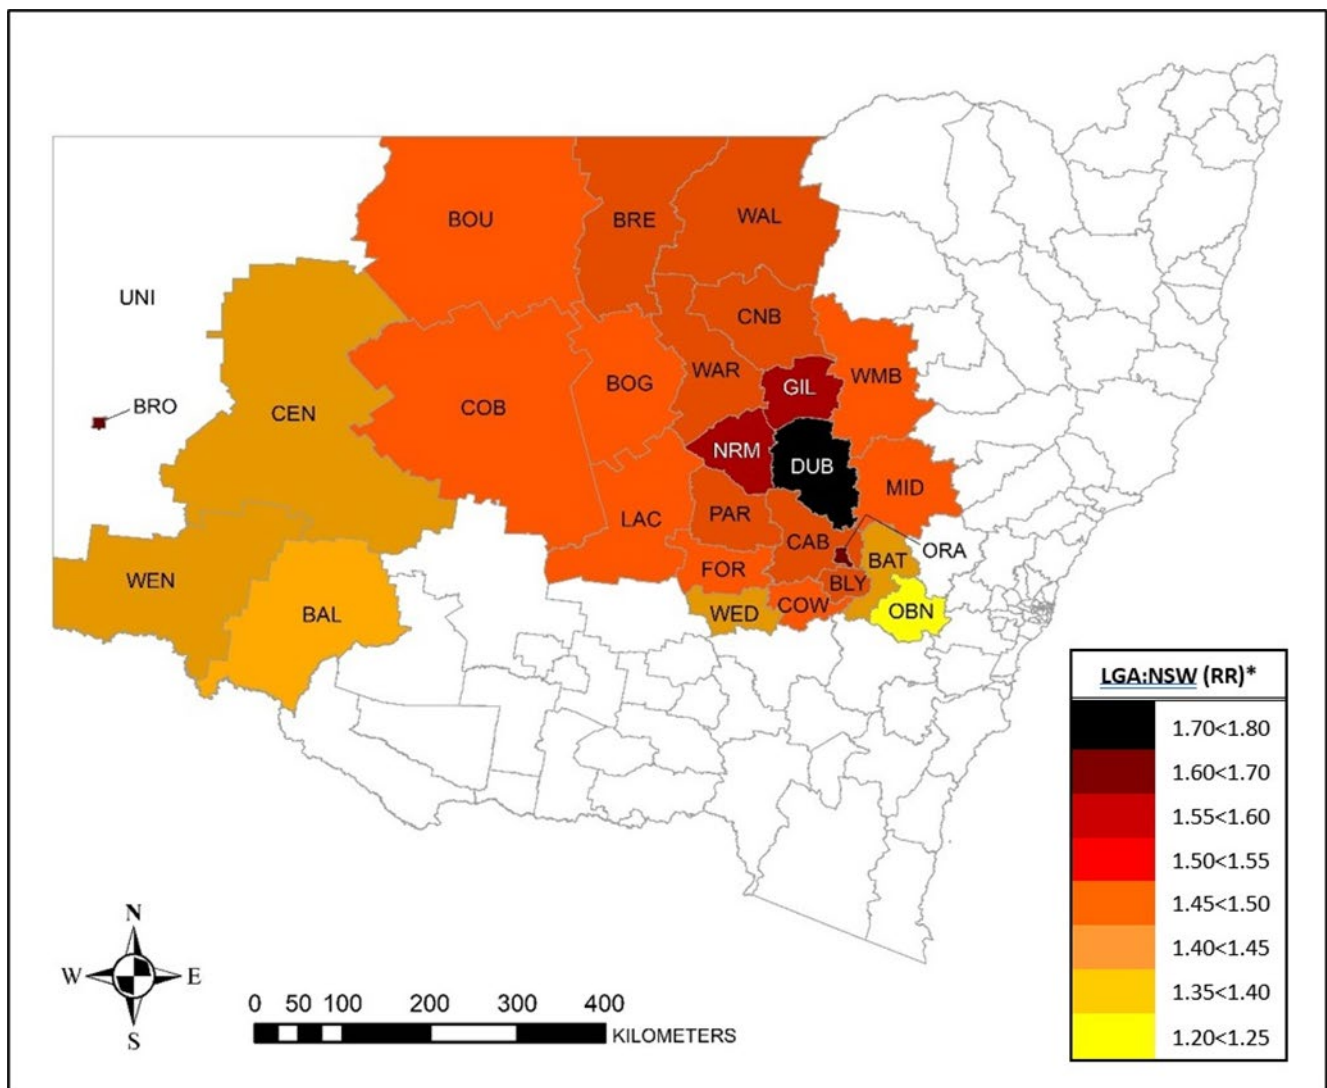 BOU
BRE
WAL
UNI
CNB
BRO
CEN
COB
BOG
WAR
GIL
WMB
NRM
DUB
MID
LAC
PAR
CAB
ORA
WEN
BAL
FOR
BAT
BLY
WED
COW
OBN
LGA:NSW (RR)*
1.70<1.80
1.60<1.70
1.55<1.60
1.50<1.55
1.45<1.50
1.40<1.45
1.35<1.40
1.20<1.25
N
W E
S
0 50 100 200 300 400
KILOMETERS